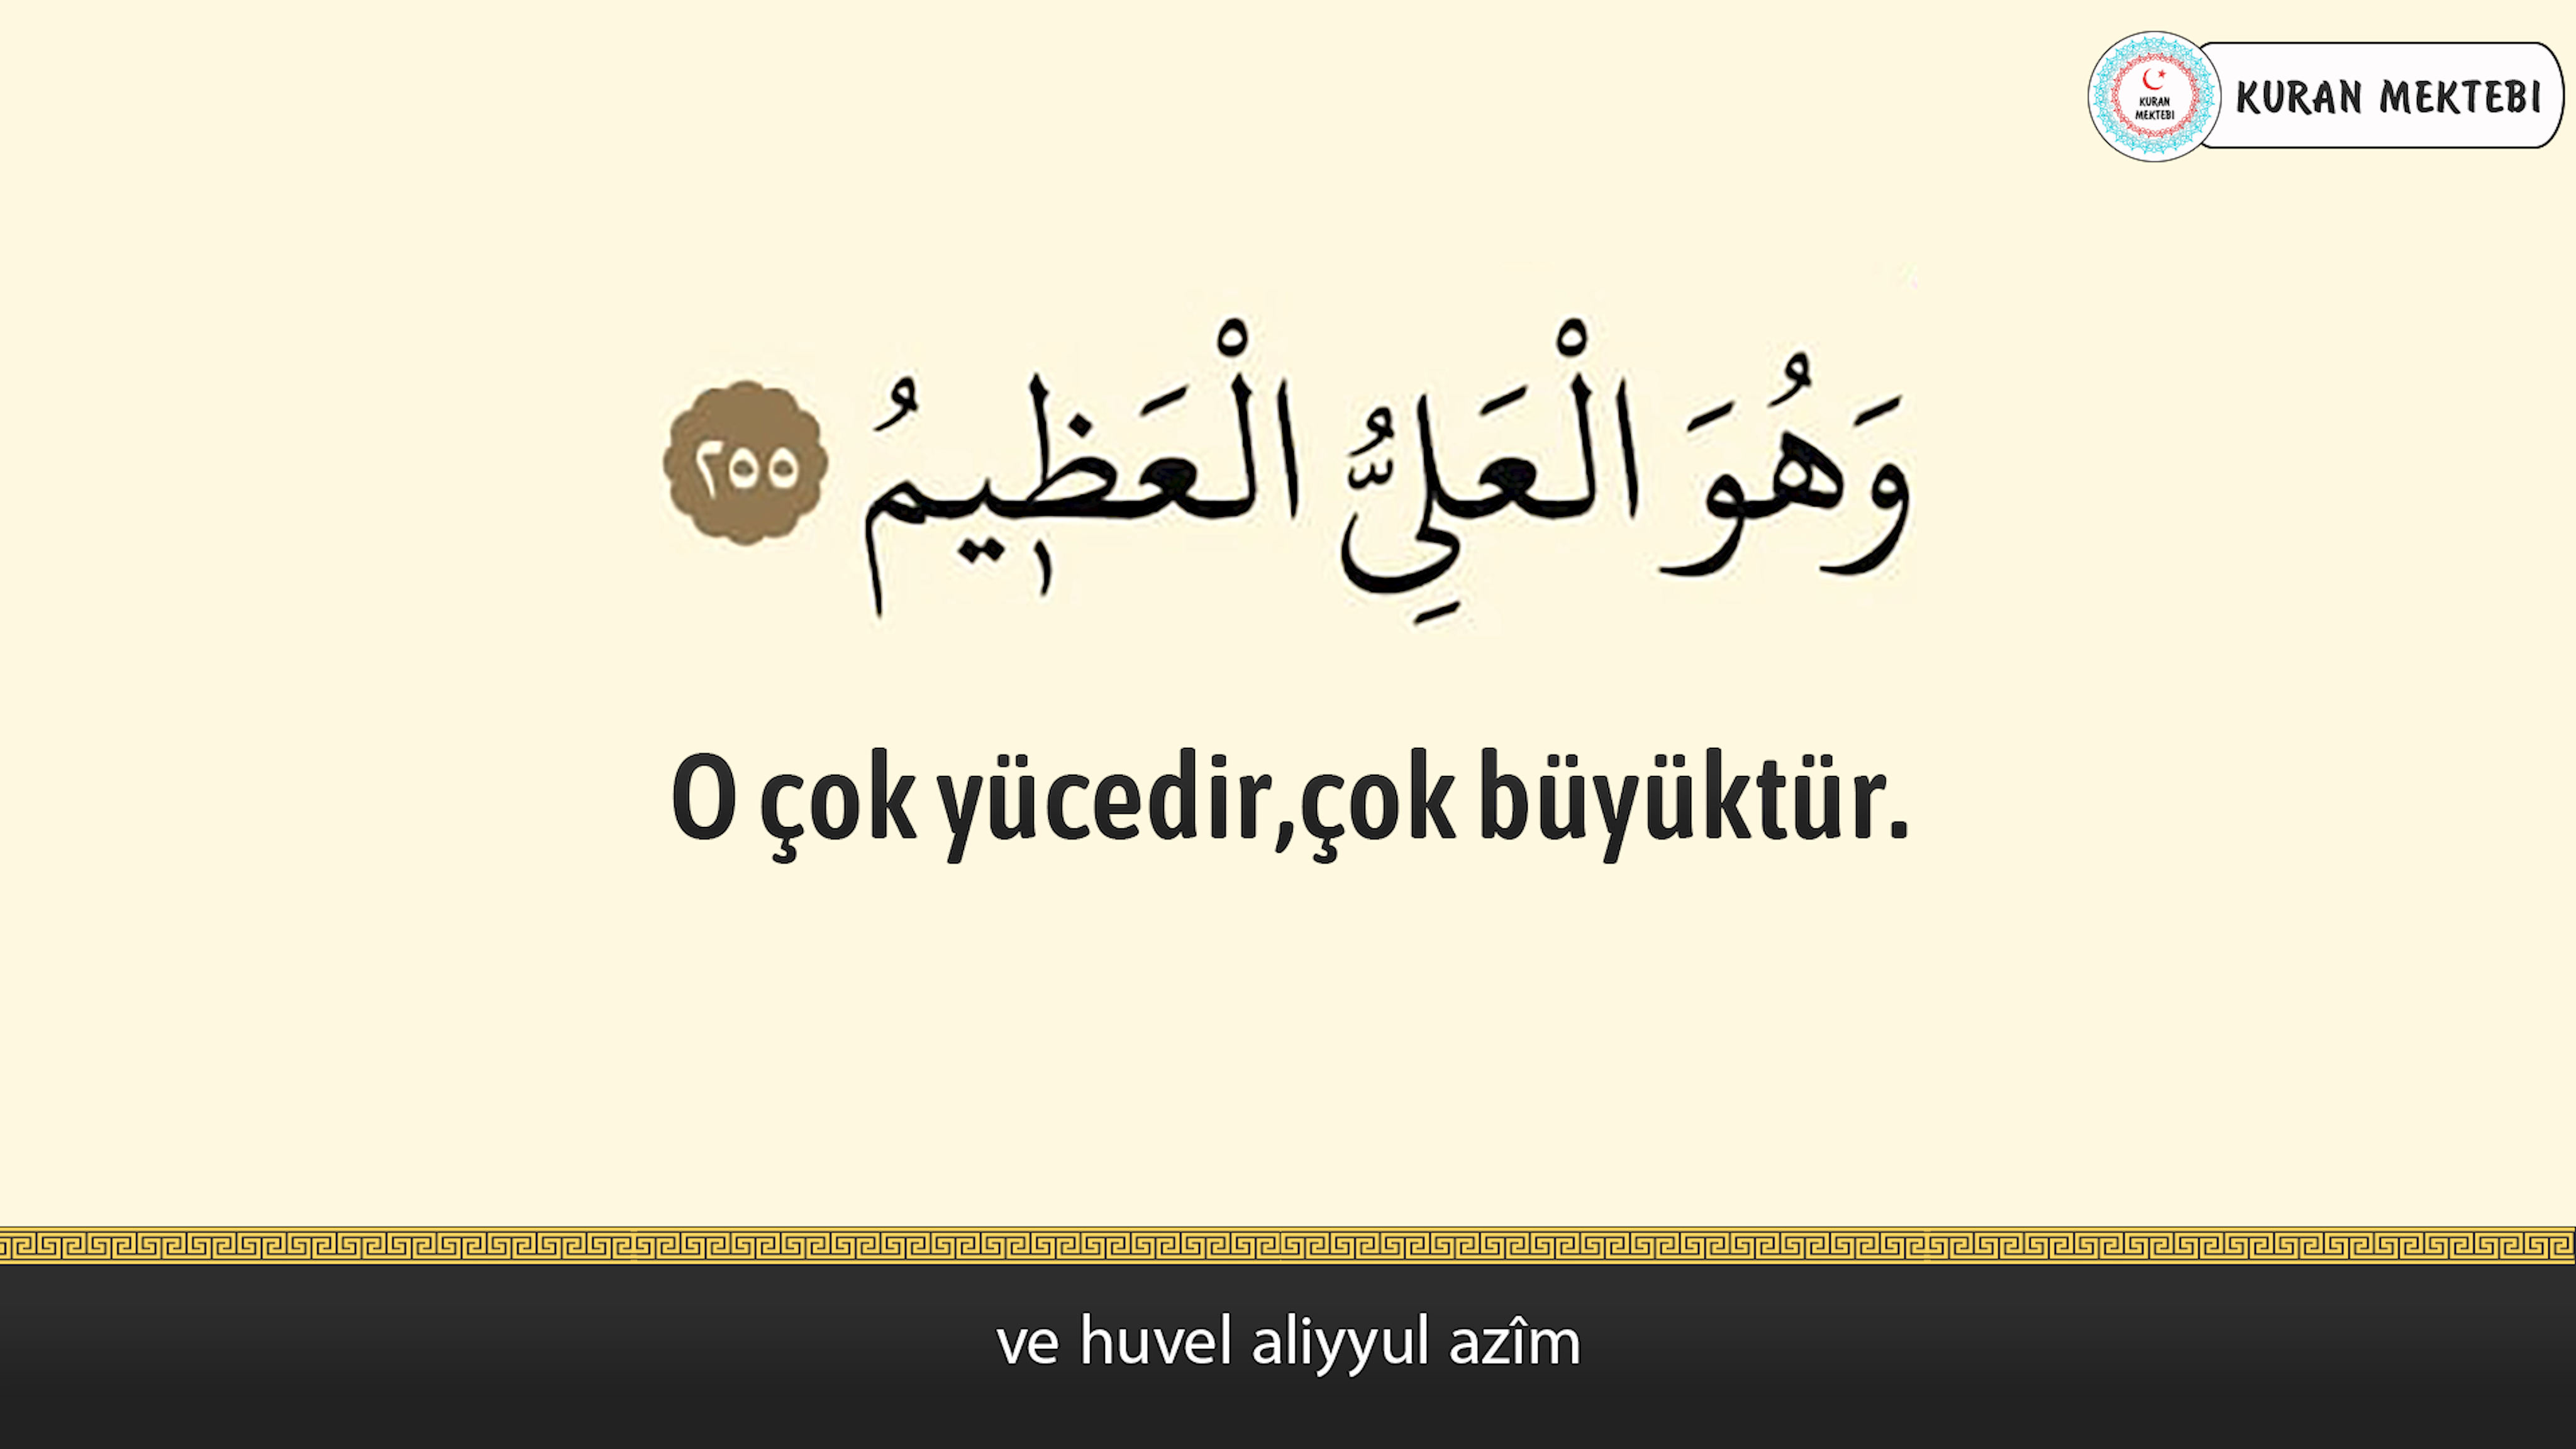 KURAN MEKTEBI
KURAN
MEKTEBI
وَهُوَ الْعَلِيُّ الْعَظ۪يمُ ٢٥٥
O çok yücedir,çok büyüktür.
ve huvel aliyyul azîm